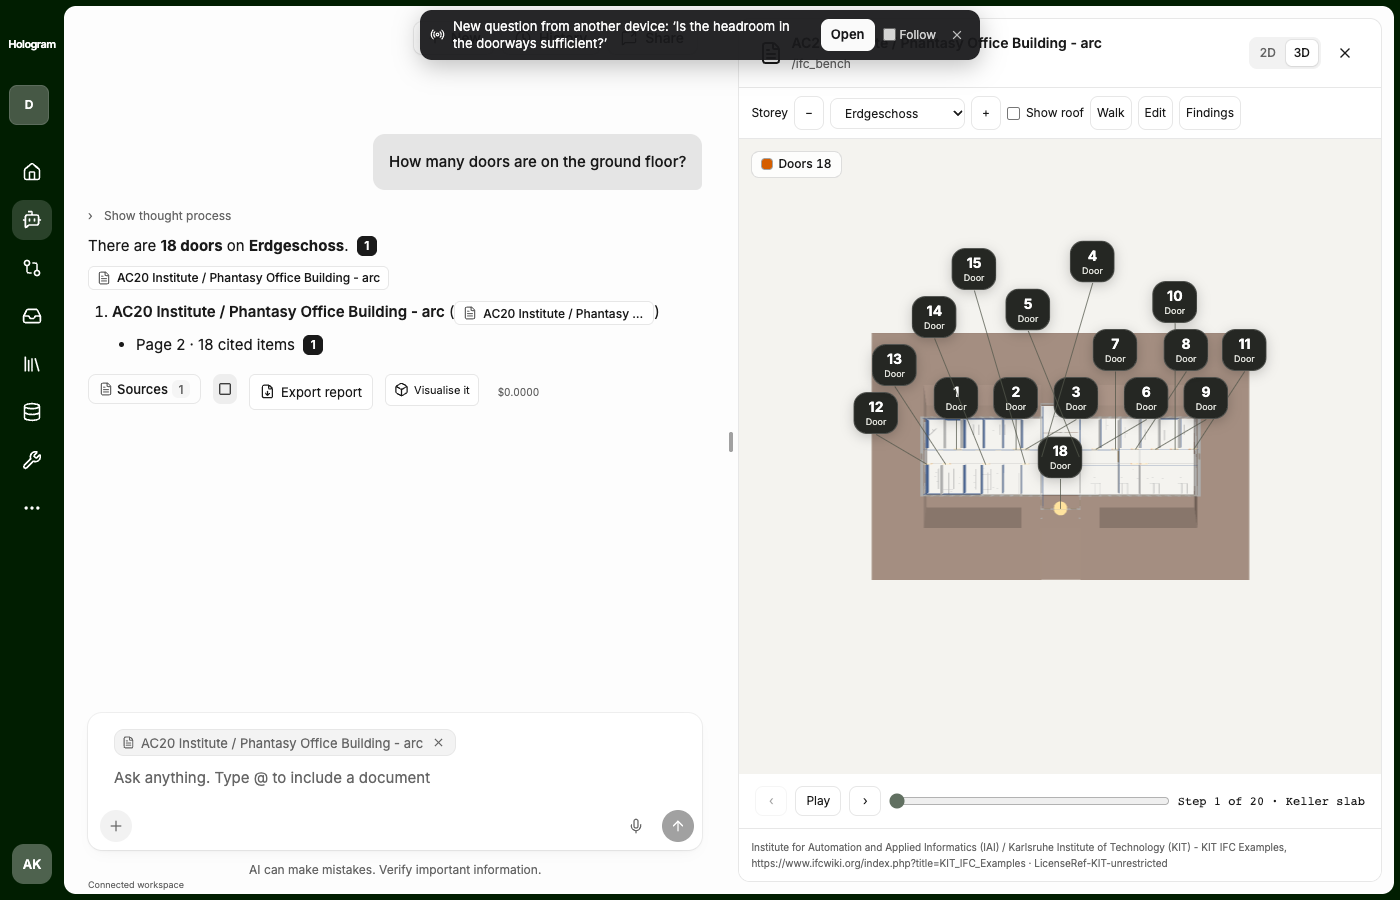 Hologram
D
AK
New question from another device: ‘Is the headroom in
the doorways sufficient?’
Open
Follow
Share
How many doors are on the ground floor?
Show thought process
There are 18 doors on Erdgeschoss. 1
AC20 Institute / Phantasy Office Building - arc
1. AC20 Institute / Phantasy Office Building - arc ( AC20 Institute / Phantasy ... )
• Page 2 · 18 cited items 1
Sources 1
Export report
Visualise it
$0.0000
AC20 Institute / Phantasy Office Building - arc
Ask anything. Type @ to include a document
AI can make mistakes. Verify important information.
Connected workspace
AC20 Institute / Phantasy Office Building - arc
/ifc_bench
2D 3D
Storey − Erdgeschoss + Show roof Walk Edit Findings
Doors 18
15 Door
4 Door
14 Door
5 Door
10 Door
13 Door
7 Door
8 Door
11 Door
12 Door
1 Door
2 Door
3 Door
6 Door
9 Door
18 Door
‹ Play › Step 1 of 20 · Keller slab
Institute for Automation and Applied Informatics (IAI) / Karlsruhe Institute of Technology (KIT) - KIT IFC Examples,
https://www.ifcwiki.org/index.php?title=KIT_IFC_Examples · LicenseRef-KIT-unrestricted